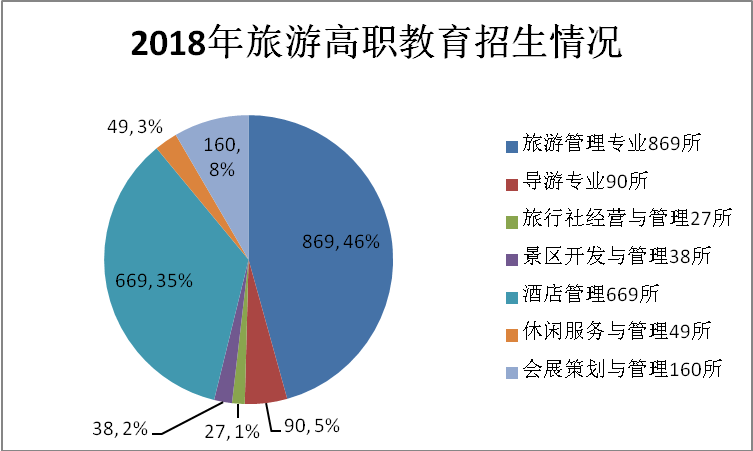 2018年旅游高职教育招生情况
49, 3%
160,
8%
869, 46%
669, 35%
38, 2%
27, 1%
90, 5%
旅游管理专业869所
导游专业90所
旅行社经营与管理27所
景区开发与管理38所
酒店管理669所
休闲服务与管理49所
会展策划与管理160所